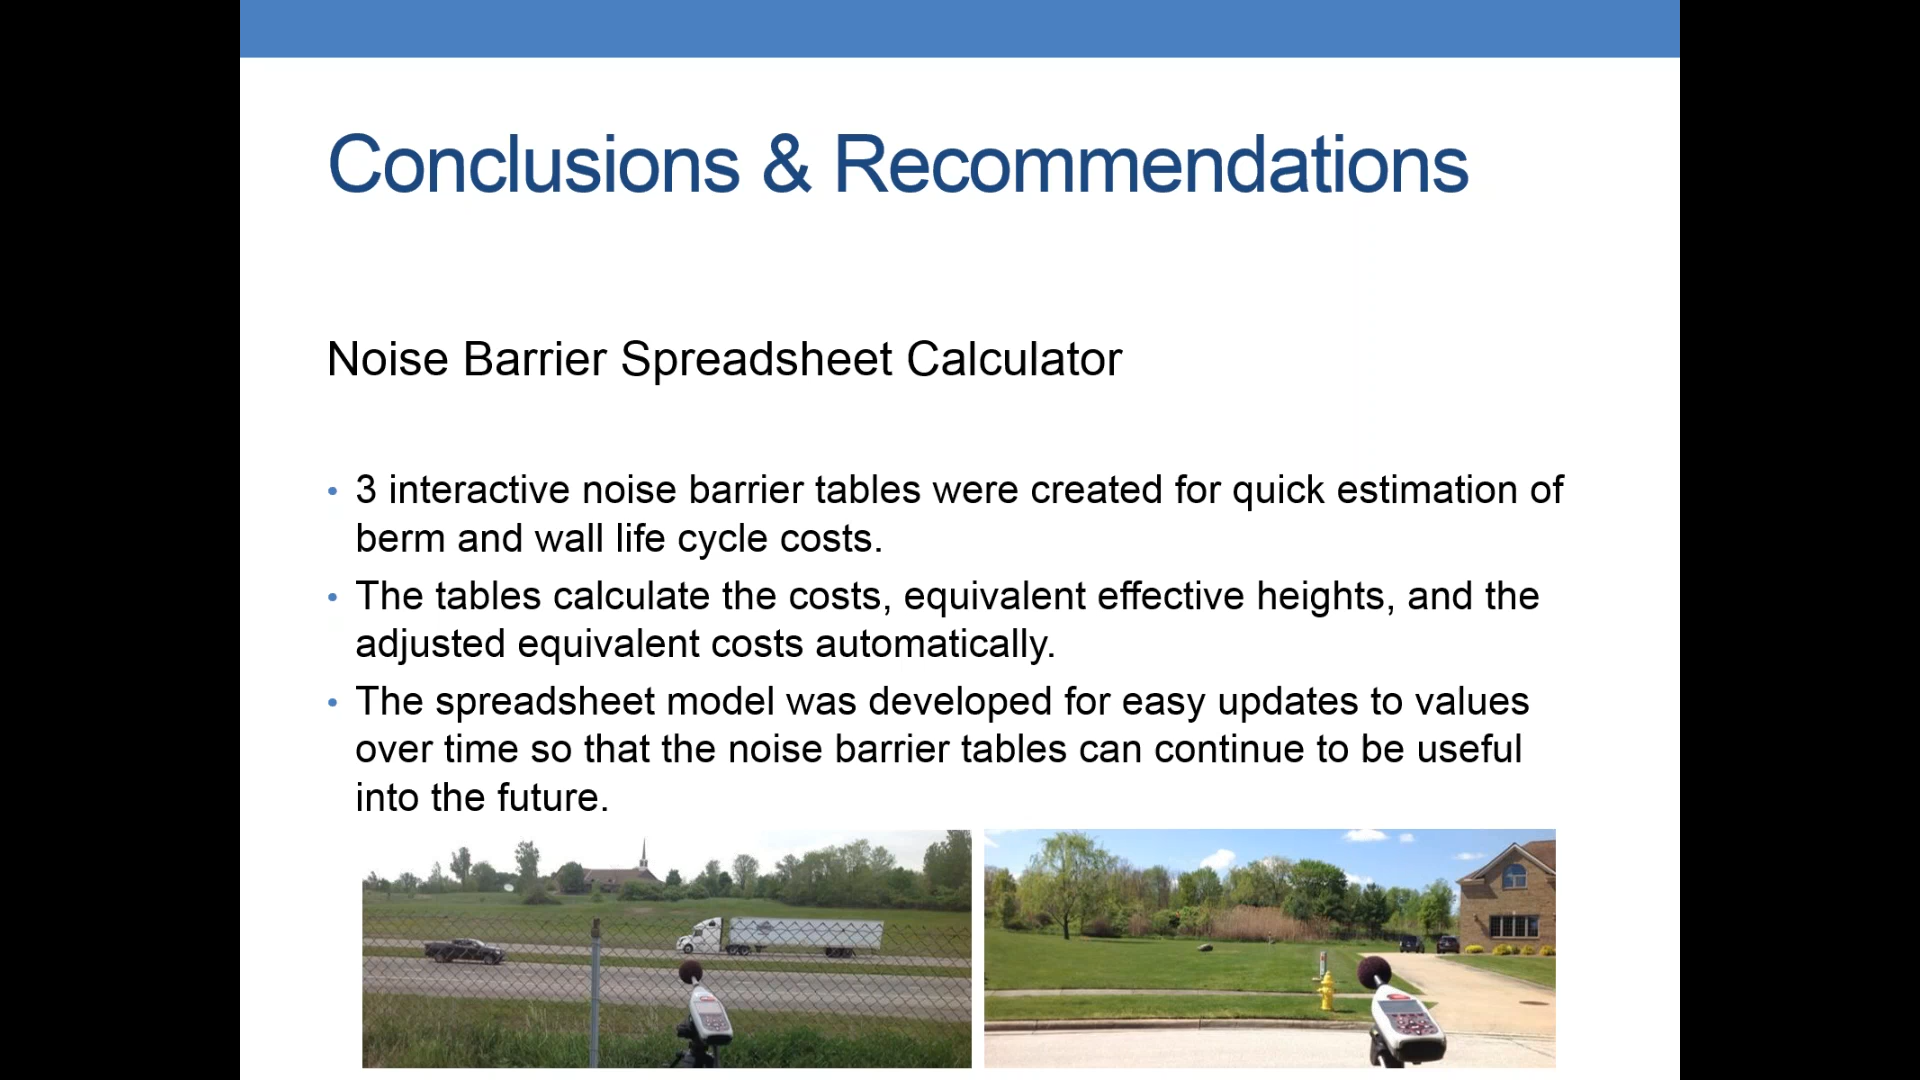 Conclusions & Recommendations
Noise Barrier Spreadsheet Calculator
• 3 interactive noise barrier tables were created for quick estimation of
berm and wall life cycle costs.
• The tables calculate the costs, equivalent effective heights, and the
adjusted equivalent costs automatically.
• The spreadsheet model was developed for easy updates to values
over time so that the noise barrier tables can continue to be useful
into the future.